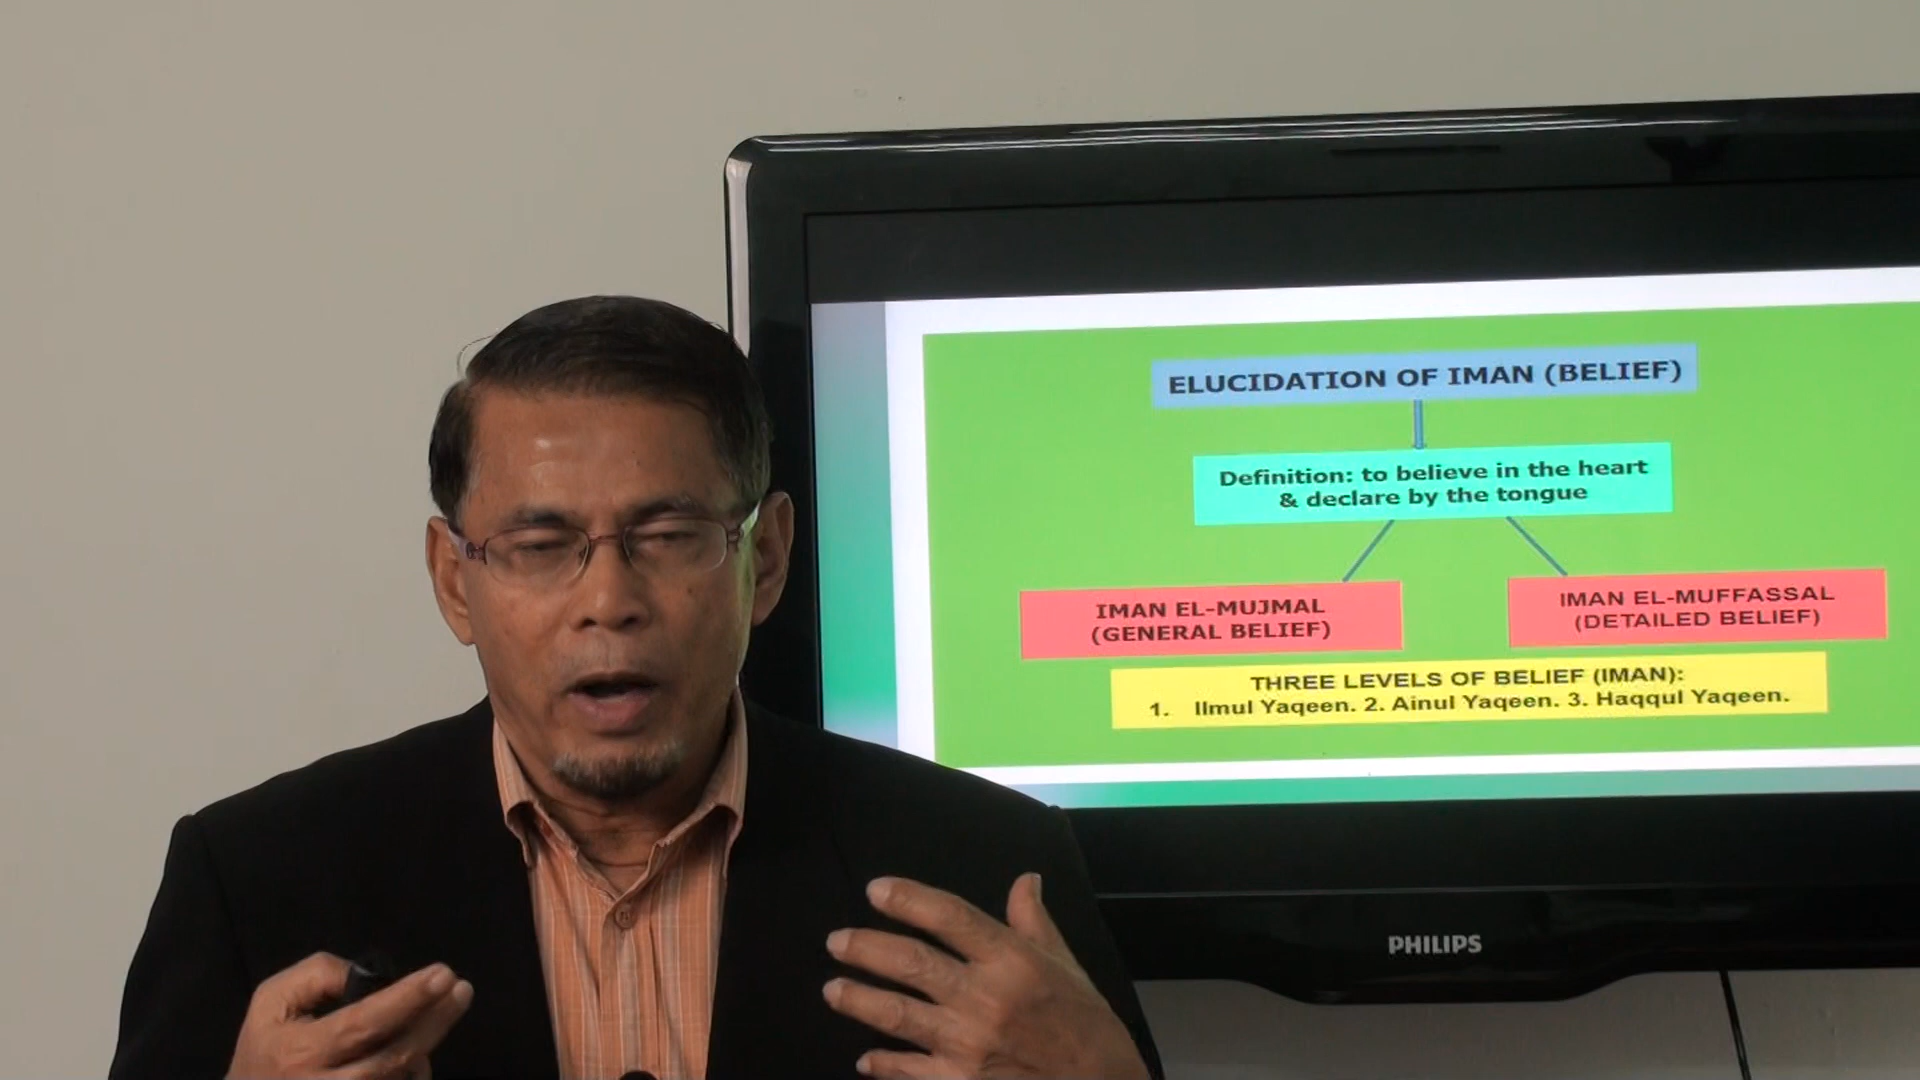 ELUCIDATION OF IMAN (BELIEF)
Definition: to believe in the heart
& declare by the tongue
IMAN EL-MUJMAL
(GENERAL BELIEF)
IMAN EL-MUFFASSAL
(DETAILED BELIEF)
THREE LEVELS OF BELIEF (IMAN):
1. Ilmul Yaqeen. 2. Ainul Yaqeen. 3. Haqqul Yaqeen.
PHILIPS